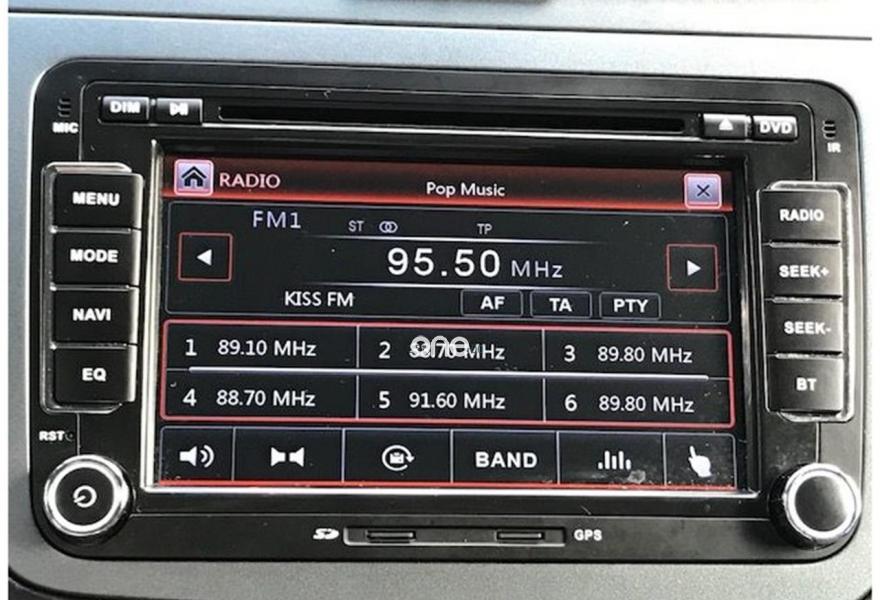 DIM
DVD
MIC
IR
RADIO
Pop Music
MENU
RADIO
FM1 ST TP
MODE
95.50 MHz
SEEK+
KISS FM AF TA PTY
NAVI
SEEK-
1 89.10 MHz 2 MHz 3 89.80 MHz
one
EQ
BT
4 88.70 MHz 5 91.60 MHz 6 89.80 MHz
RST
BAND
SD
GPS